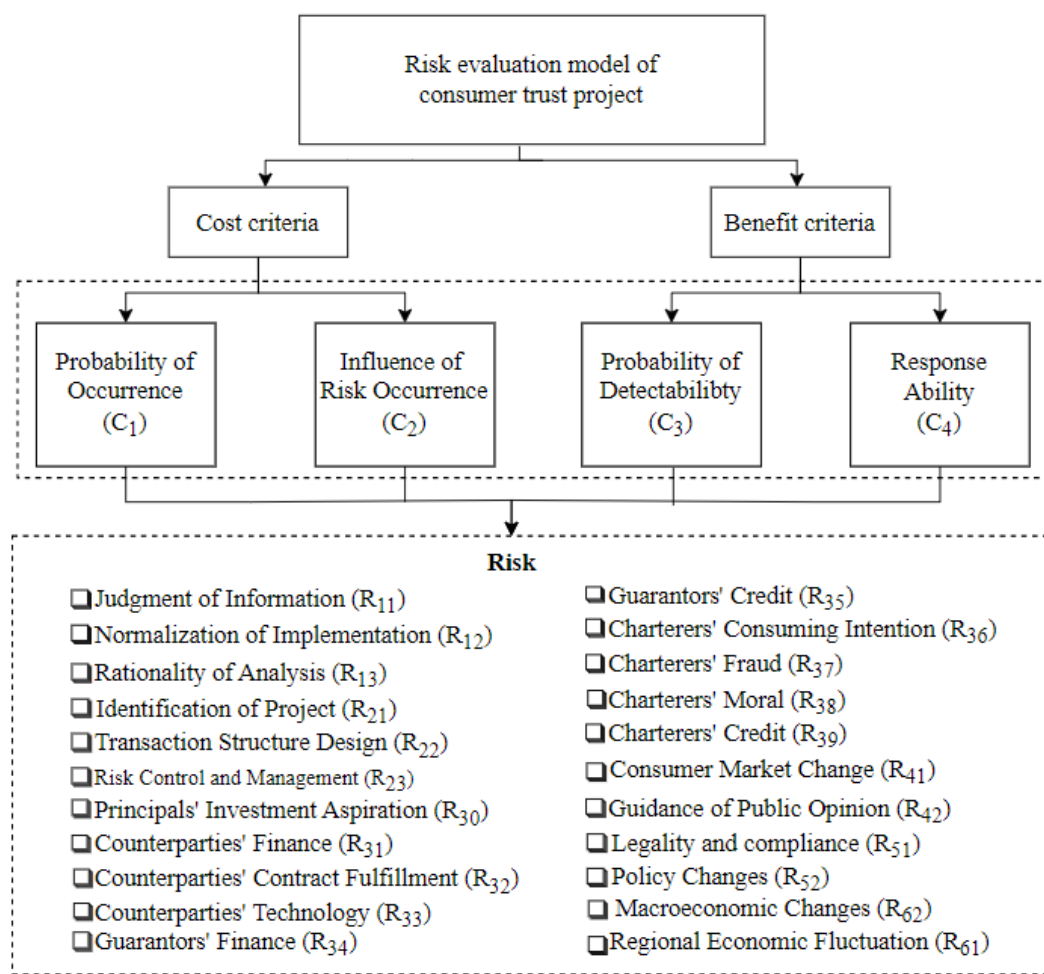 Risk evaluation model of
consumer trust project
Cost criteria
Benefit criteria
Probability of
Occurrence
(C₁)
Influence of
Risk Occurrence
(C₂)
Probability of
Detectabilibty
(C₃)
Response
Ability
(C₄)
Risk
❑Judgment of Information (R₁₁)
❑Normalization of Implementation (R₁₂)
❑Rationality of Analysis (R₁₃)
❑Identification of Project (R₂₁)
❑Transaction Structure Design (R₂₂)
❑Risk Control and Management (R₂₃)
❑Principals' Investment Aspiration (R₃₀)
❑Counterparties' Finance (R₃₁)
❑Counterparties' Contract Fulfillment (R₃₂)
❑Counterparties' Technology (R₃₃)
❑Guarantors' Finance (R₃₄)
❑Guarantors' Credit (R₃₅)
❑Charterers' Consuming Intention (R₃₆)
❑Charterers' Fraud (R₃₇)
❑Charterers' Moral (R₃₈)
❑Charterers' Credit (R₃₉)
❑Consumer Market Change (R₄₁)
❑Guidance of Public Opinion (R₄₂)
❑Legality and compliance (R₅₁)
❑Policy Changes (R₅₂)
❑ Macroeconomic Changes (R₆₂)
❑Regional Economic Fluctuation (R₆₁)